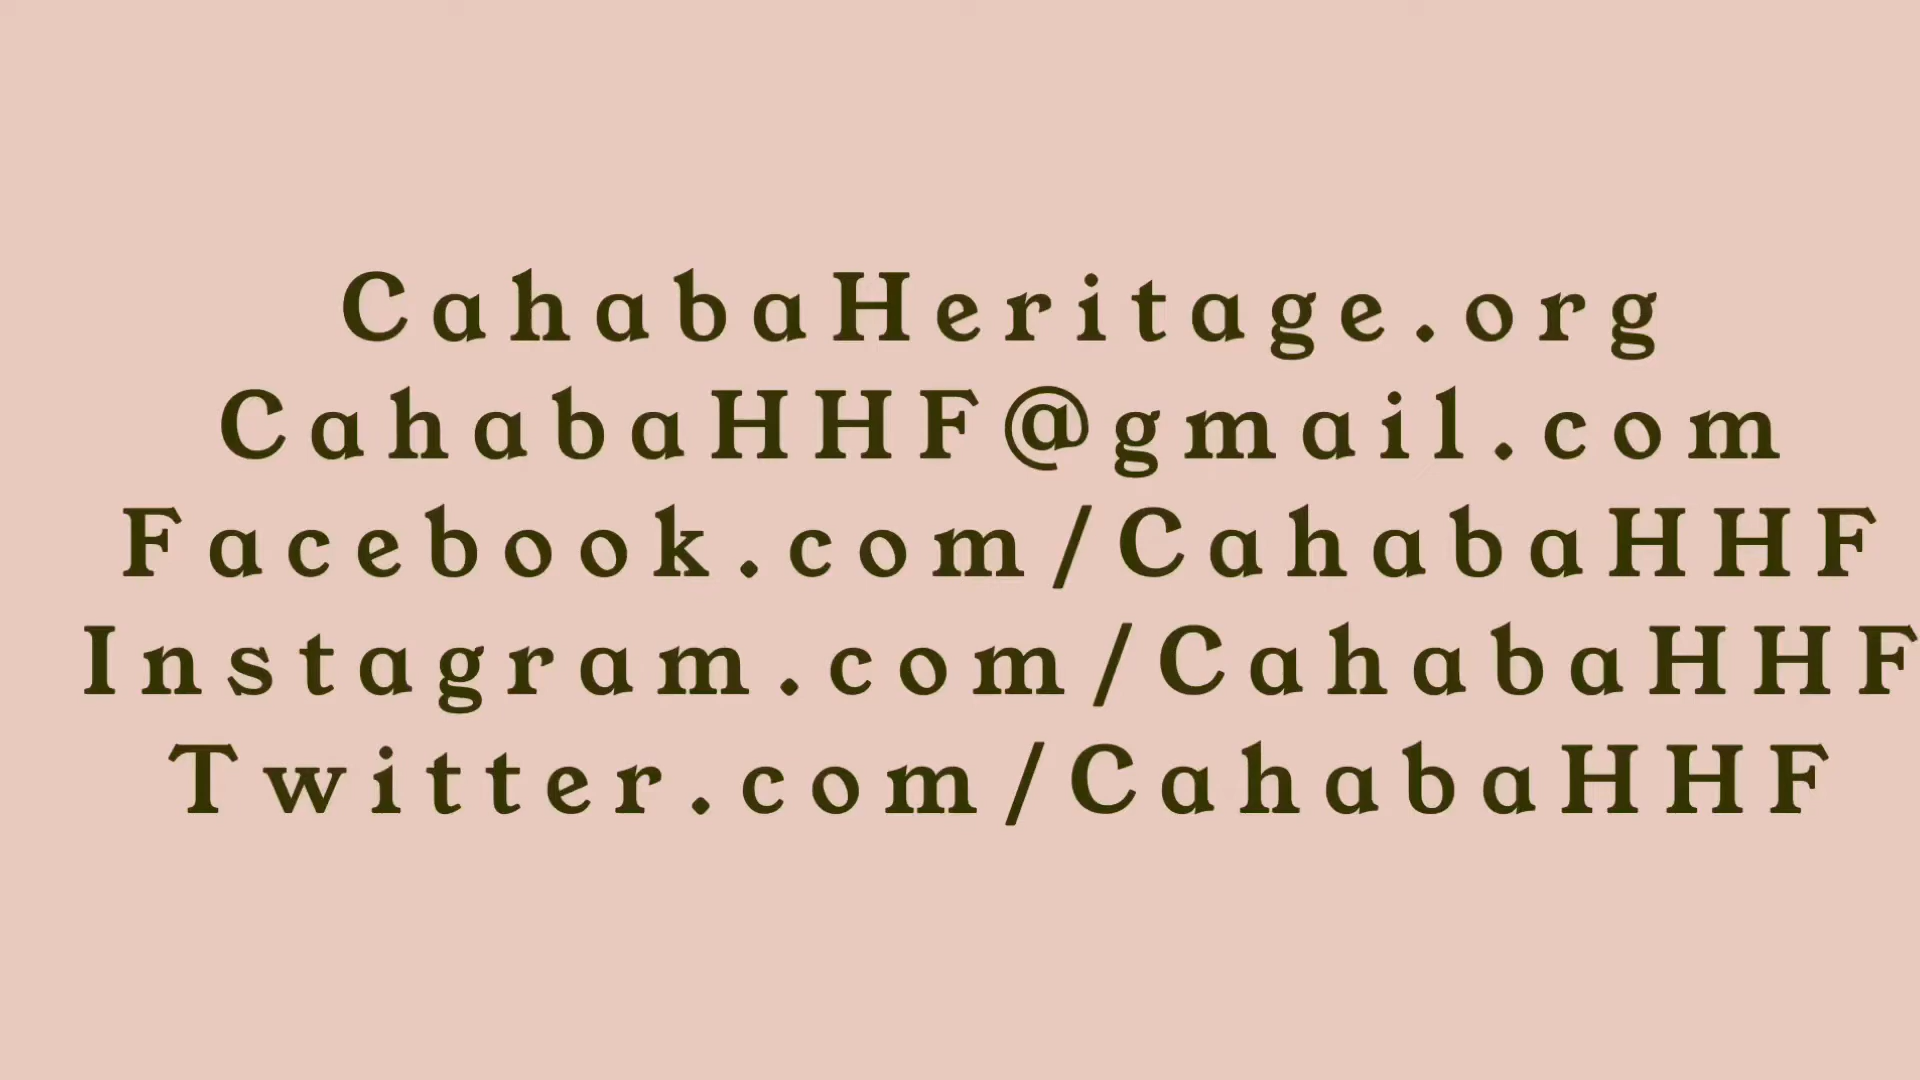 CahabaHeritage.org
CahabaHHF@gmail.com
Facebook.com/CahabaHHF
Instagram.com/CahabaHHF
Twitter.com/CahabaHHF